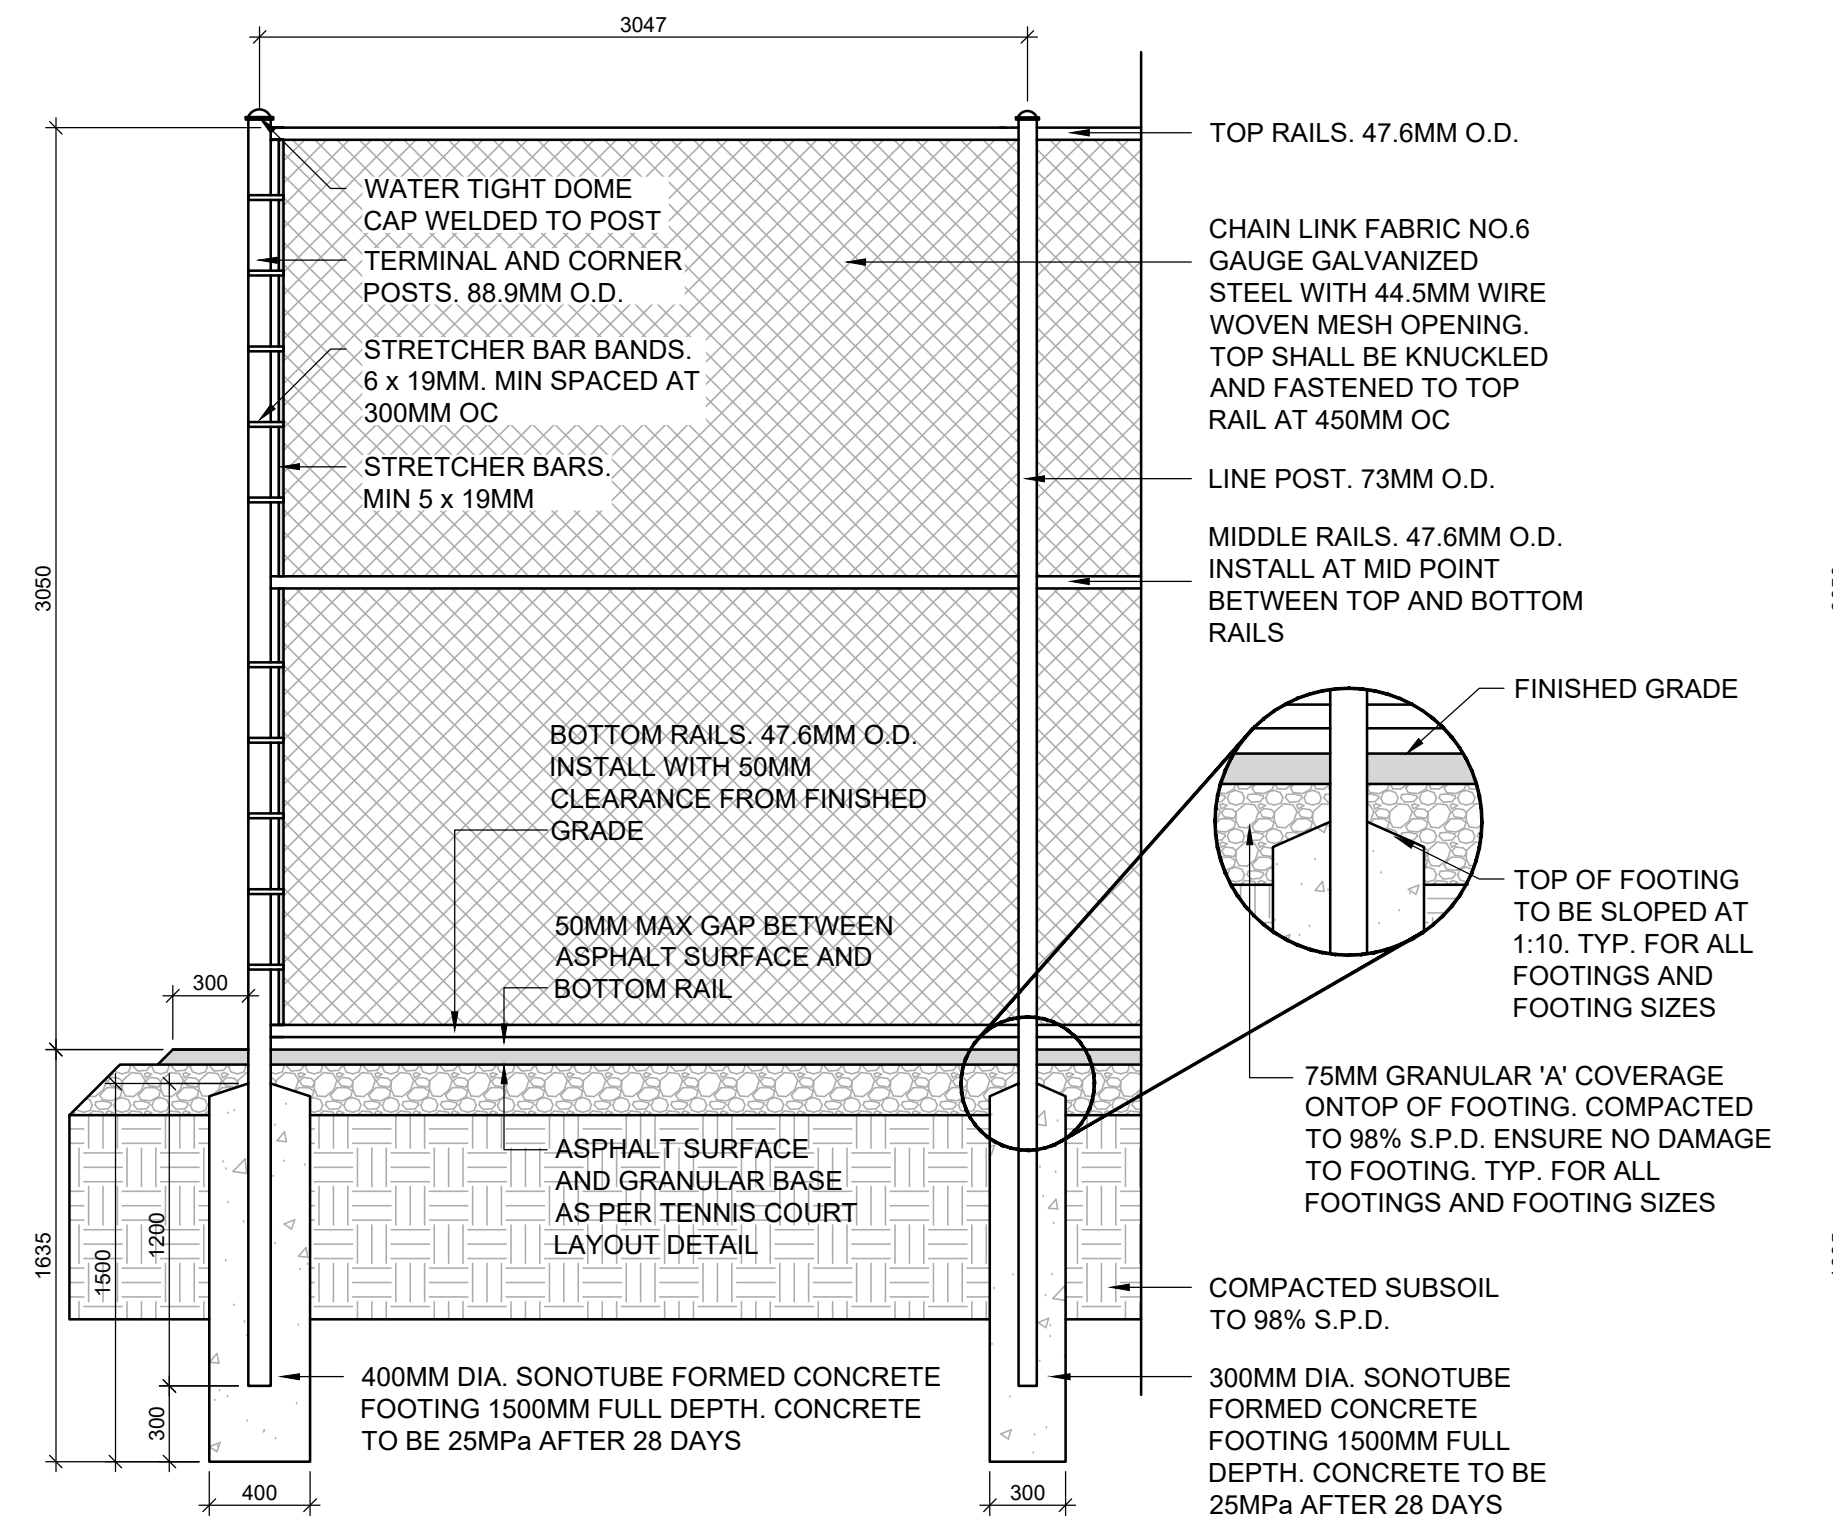 3047
TOP RAILS. 47.6MM O.D.
WATER TIGHT DOME
CAP WELDED TO POST
TERMINAL AND CORNER
POSTS. 88.9MM O.D.
STRETCHER BAR BANDS.
6 x 19MM. MIN SPACED AT
300MM OC
STRETCHER BARS.
MIN 5 x 19MM
CHAIN LINK FABRIC NO.6
GAUGE GALVANIZED
STEEL WITH 44.5MM WIRE
WOVEN MESH OPENING.
TOP SHALL BE KNUCKLED
AND FASTENED TO TOP
RAIL AT 450MM OC
LINE POST. 73MM O.D.
MIDDLE RAILS. 47.6MM O.D.
INSTALL AT MID POINT
BETWEEN TOP AND BOTTOM
RAILS
3050
FINISHED GRADE
BOTTOM RAILS. 47.6MM O.D.
INSTALL WITH 50MM
CLEARANCE FROM FINISHED
GRADE
50MM MAX GAP BETWEEN
ASPHALT SURFACE AND
BOTTOM RAIL
300
TOP OF FOOTING
TO BE SLOPED AT
1:10. TYP. FOR ALL
FOOTINGS AND
FOOTING SIZES
75MM GRANULAR 'A' COVERAGE
ONTOP OF FOOTING. COMPACTED
TO 98% S.P.D. ENSURE NO DAMAGE
TO FOOTING. TYP. FOR ALL
FOOTINGS AND FOOTING SIZES
ASPHALT SURFACE
AND GRANULAR BASE
AS PER TENNIS COURT
LAYOUT DETAIL
1635
1500
1200
300
COMPACTED SUBSOIL
TO 98% S.P.D.
400MM DIA. SONOTUBE FORMED CONCRETE
FOOTING 1500MM FULL DEPTH. CONCRETE
TO BE 25MPa AFTER 28 DAYS
300MM DIA. SONOTUBE
FORMED CONCRETE
FOOTING 1500MM FULL
DEPTH. CONCRETE TO BE
25MPa AFTER 28 DAYS
400
300